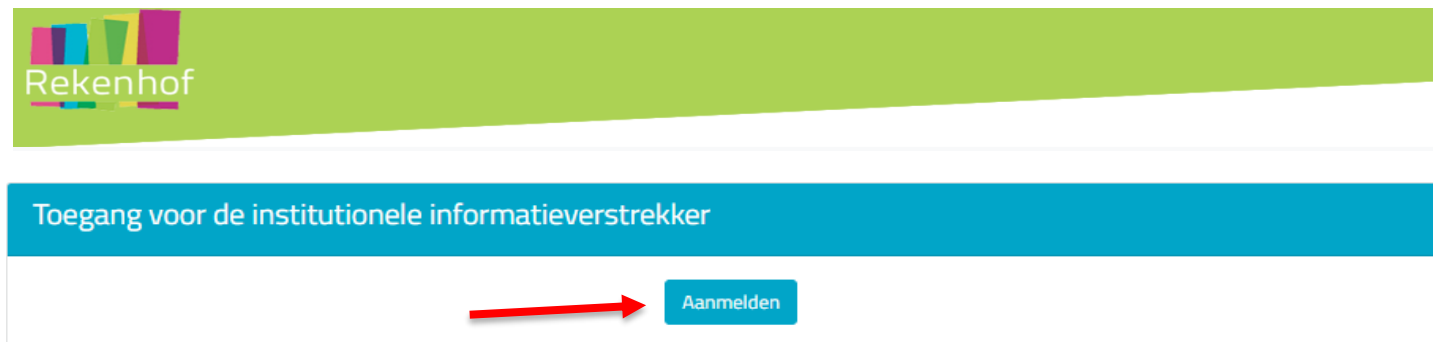 Rekenhof
Toegang voor de institutionele informatieverstrekker
Aanmelden